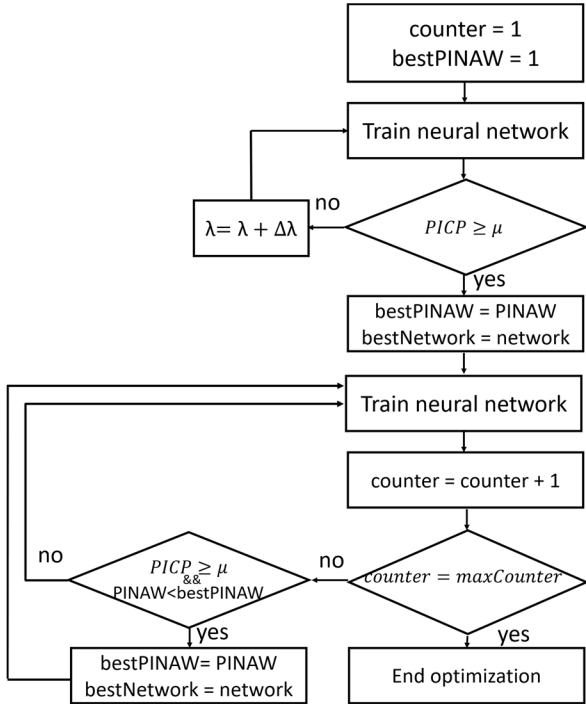 counter = 1
bestPINAW = 1
Train neural network
no
λ= λ + Δλ
PICP ≥ μ
yes
bestPINAW = PINAW
bestNetwork = network
Train neural network
counter = counter + 1
no
PICP ≥ μ
&&
PINAW<bestPINAW
no
counter = maxCounter
yes
yes
bestPINAW= PINAW
bestNetwork = network
End optimization